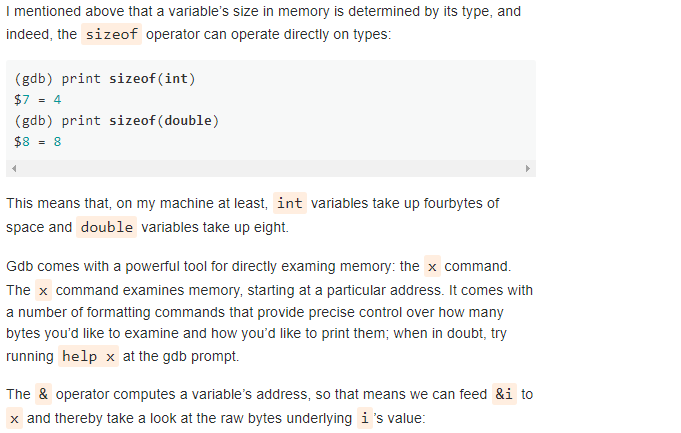 I mentioned above that a variable's size in memory is determined by its type, and
indeed, the sizeof operator can operate directly on types:
(gdb) print sizeof(int)
$7 = 4
(gdb) print sizeof(double)
$8 = 8
This means that, on my machine at least, int variables take up fourbytes of
space and double variables take up eight.
Gdb comes with a powerful tool for directly examing memory: the x command.
The x command examines memory, starting at a particular address. It comes with
a number of formatting commands that provide precise control over how many
bytes you'd like to examine and how you'd like to print them; when in doubt, try
running help x at the gdb prompt.
The & operator computes a variable's address, so that means we can feed &i to
x and thereby take a look at the raw bytes underlying i's value: